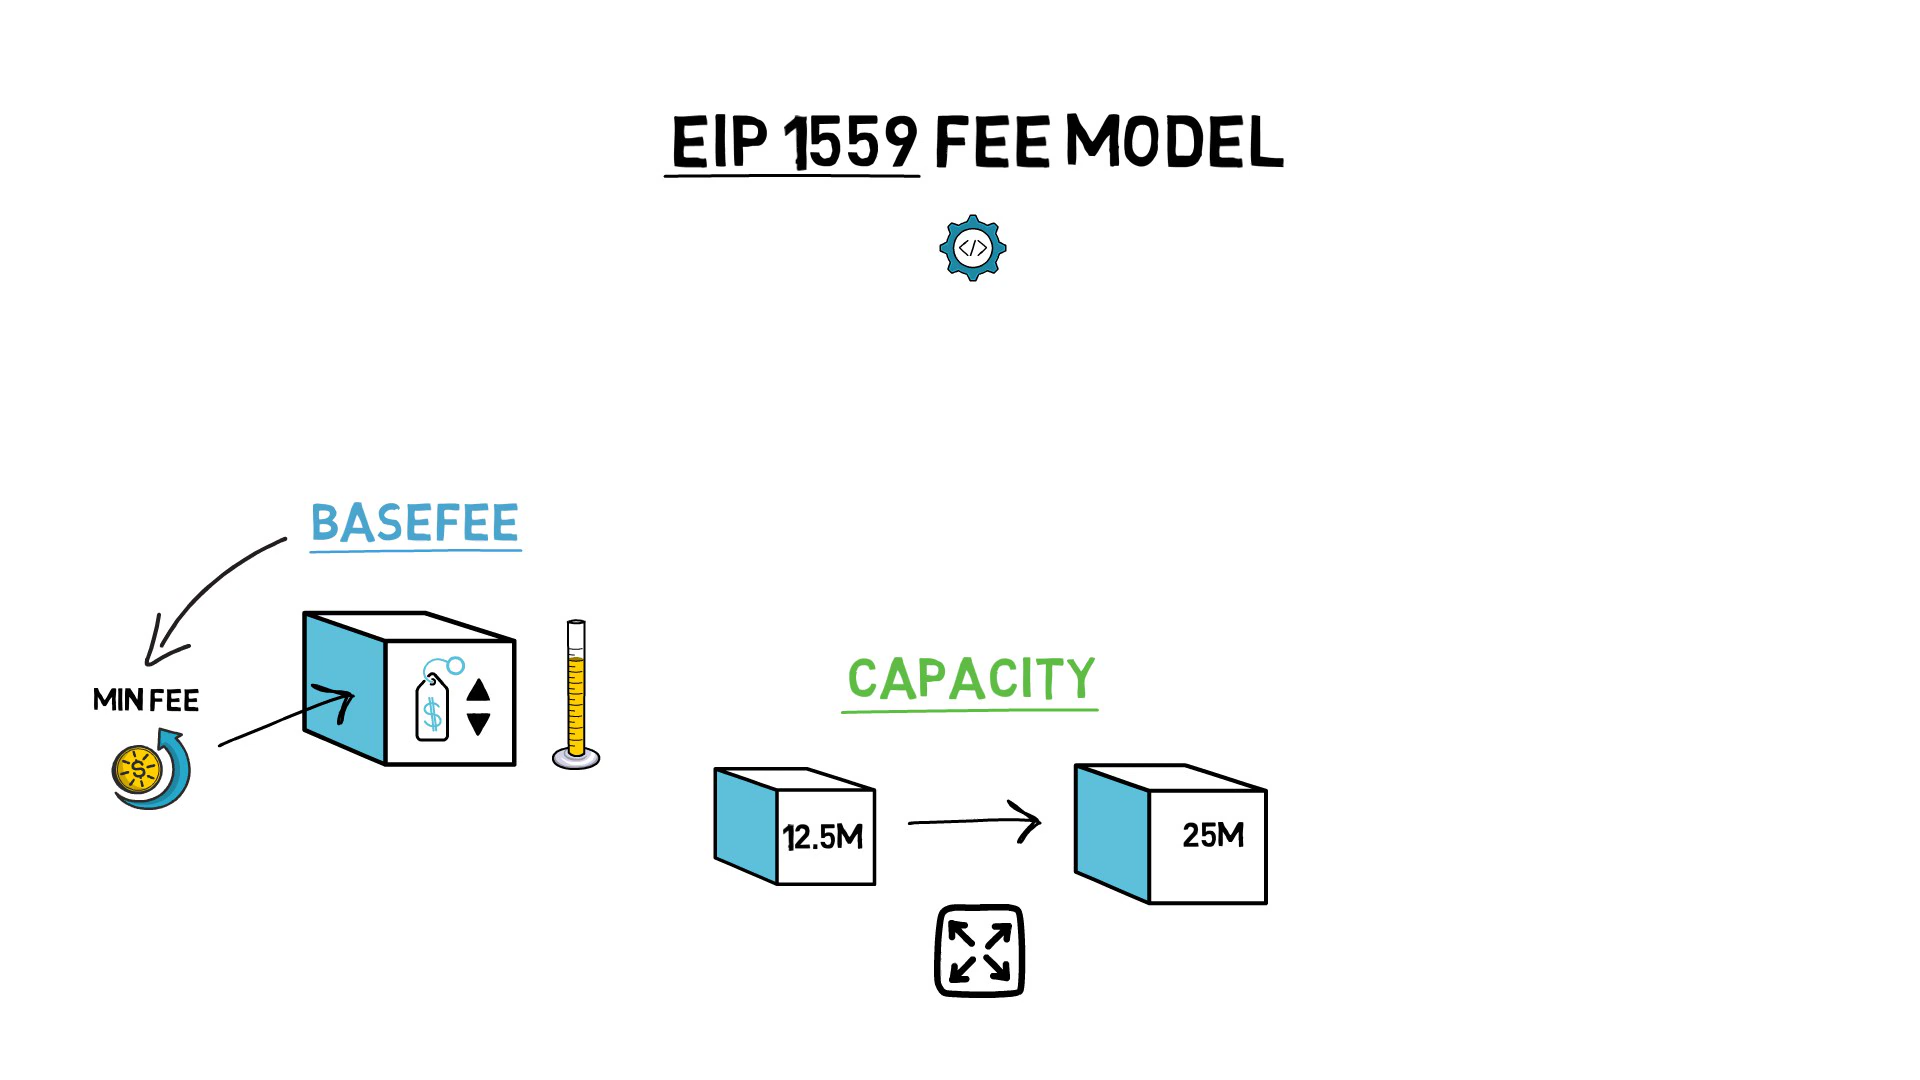 EIP 1559 FEE MODEL
</>
BASEFEE
MIN FEE
$
$
CAPACITY
12.5M
25M